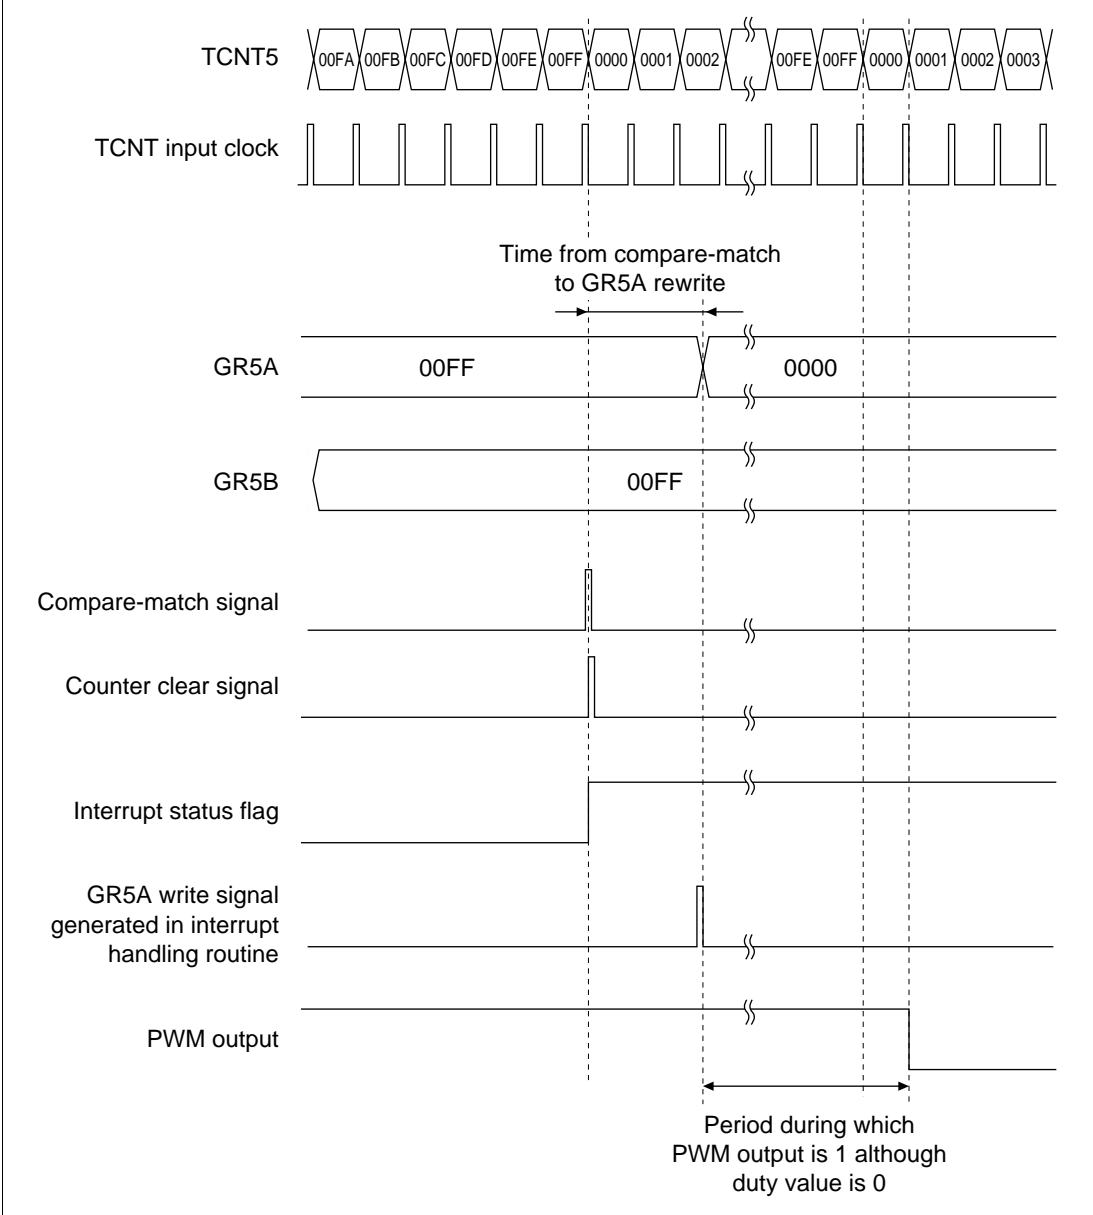 TCNT5 00FA 00FB 00FC 00FD 00FE 00FF 0000 0001 0002 00FE 00FF 0000 0001 0002 0003
TCNT input clock
Time from compare-match
to GR5A rewrite
GR5A 00FF 0000
GR5B 00FF
Compare-match signal
Counter clear signal
Interrupt status flag
GR5A write signal
generated in interrupt
handling routine
PWM output
Period during which
PWM output is 1 although
duty value is 0